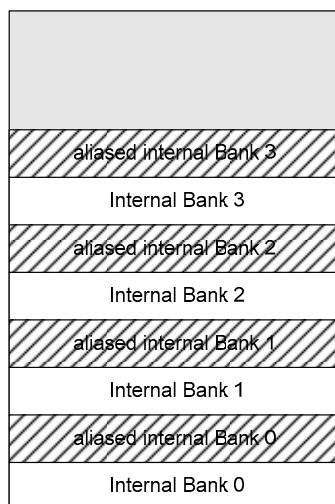 aliased internal Bank 3
Internal Bank 3
aliased internal Bank 2
Internal Bank 2
aliased internal Bank 1
Internal Bank 1
aliased internal Bank 0
Internal Bank 0